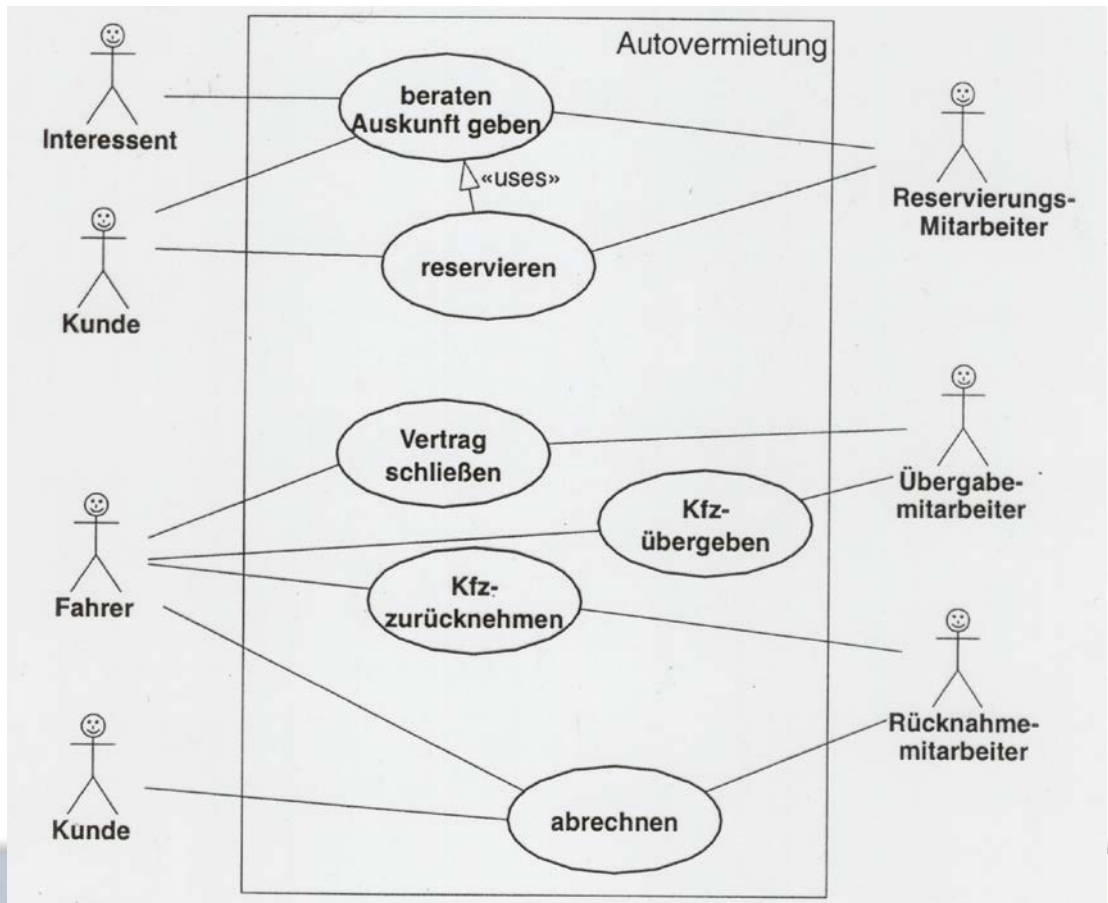 Autovermietung
Interessent
beraten
Auskunft geben
«uses»
Reservierungs-
Mitarbeiter
Kunde
reservieren
Vertrag
schließen
Übergabe-
mitarbeiter
Kfz-
übergeben
Fahrer
Kfz-
zurücknehmen
Rücknahme-
mitarbeiter
Kunde
abrechnen